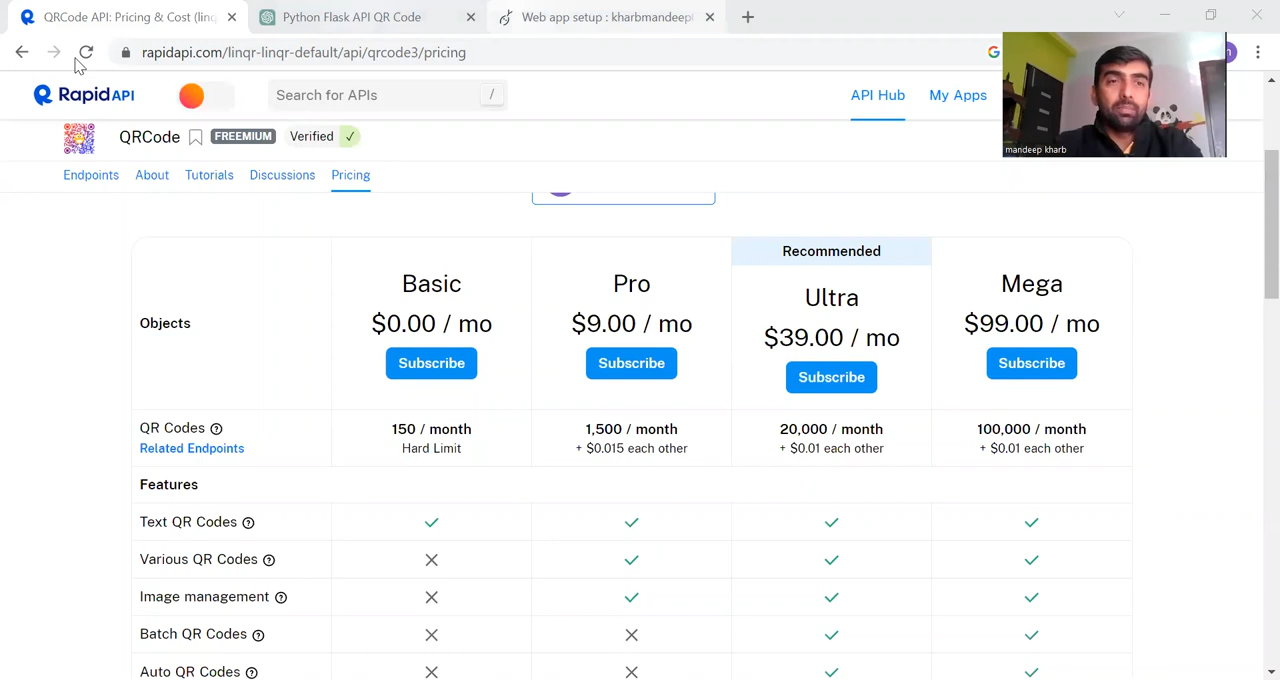 QRCode API: Pricing & Cost (linq
Python Flask API QR Code
Web app setup : kharbmandeep
rapidapi.com/linqr-linqr-default/api/qrcode3/pricing
Rapid API
Search for APIs
/
API Hub
My Apps
mandeep kharb
QRCode
FREEMIUM
Verified ✓
Endpoints
About
Tutorials
Discussions
Pricing
Recommended
Objects
Basic
$0.00 / mo
Subscribe
Pro
$9.00 / mo
Subscribe
Ultra
$39.00 / mo
Subscribe
Mega
$99.00 / mo
Subscribe
QR Codes
Related Endpoints
150 / month
Hard Limit
1,500 / month
+ $0.015 each other
20,000 / month
+ $0.01 each other
100,000 / month
+ $0.01 each other
Features
Text QR Codes
Various QR Codes
Image management
Batch QR Codes
Auto QR Codes